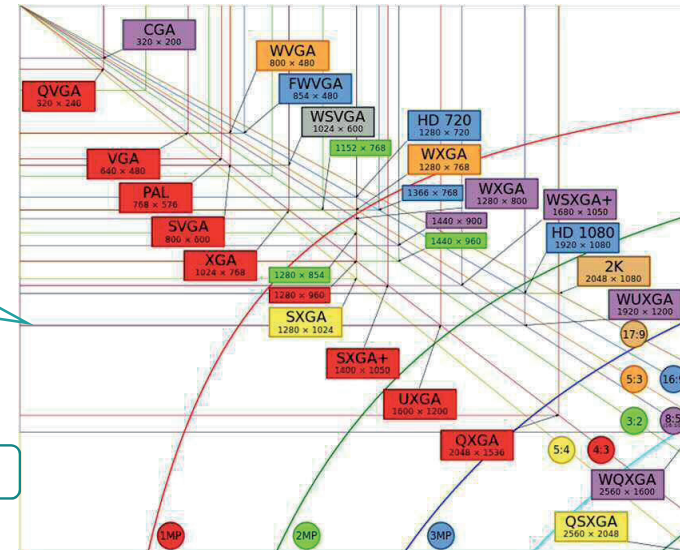 CGA
320 × 200
WVGA
800 × 480
FWVGA
854 × 480
QVGA
320 × 240
WSVGA
1024 × 600
HD 720
1280 × 720
1152 × 768
WXGA
1280 × 768
VGA
640 × 480
PAL
768 × 576
1366 × 768
WXGA
1280 × 800
WSXGA+
1680 × 1050
SVGA
800 × 600
1440 × 900
1440 × 960
HD 1080
1920 × 1080
XGA
1024 × 768
1280 × 854
2K
2048 × 1080
1280 × 960
WUXGA
1920 × 1200
SXGA
1280 × 1024
17:9
SXGA+
1400 × 1050
5:3
UXGA
1600 × 1200
3:2
QXGA
2048 × 1536
5:4
4:3
WQXGA
2560 × 1600
QSXGA
2560 × 2048
1MP
2MP
3MP